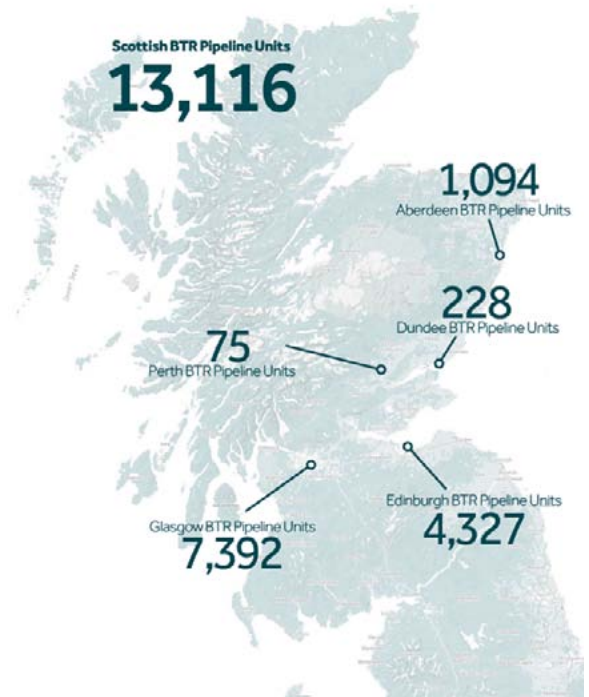 Scottish BTR Pipeline Units
13,116
1,094
Aberdeen BTR Pipeline Units
228
Dundee BTR Pipeline Units
75
Perth BTR Pipeline Units
Edinburgh BTR Pipeline Units
4,327
Glasgow BTR Pipeline Units
7,392